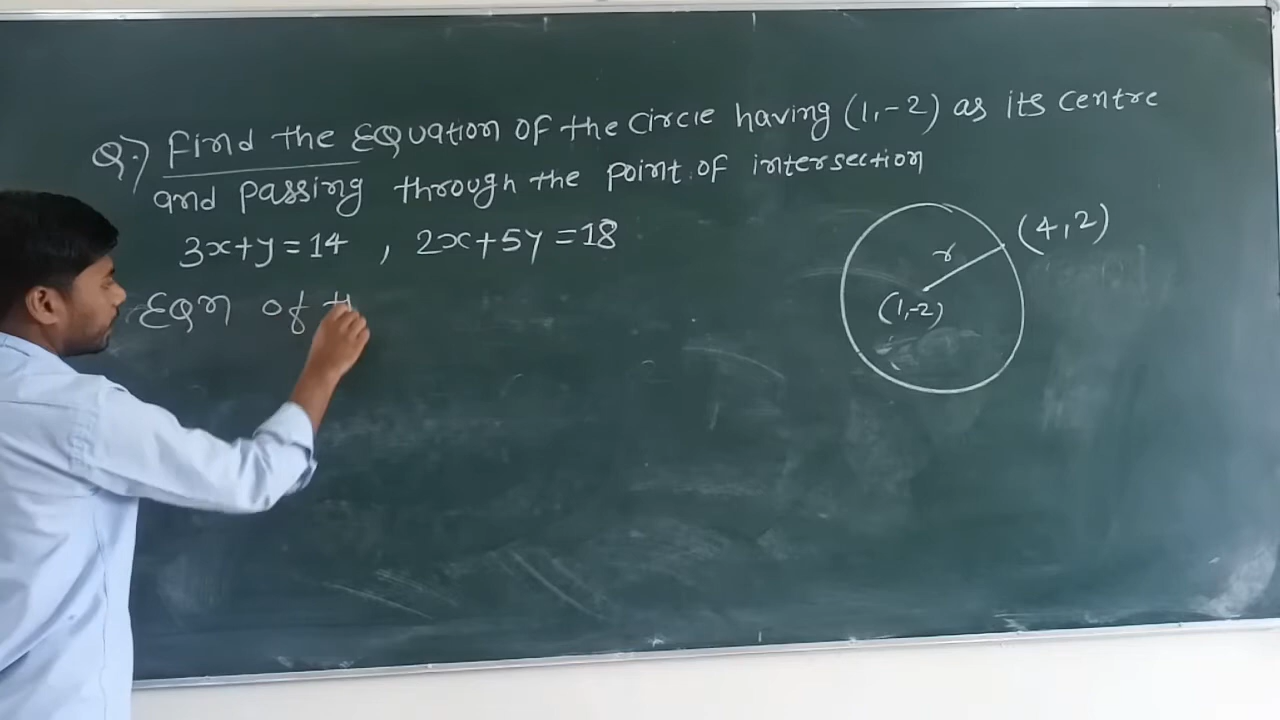 Q.) Find the Equation of the circle having (1,-2) as its centre
and passing through the point of intersection
3x+y=14 , 2x+5y=18
Eqn of
r
(4,2)
(1,-2)